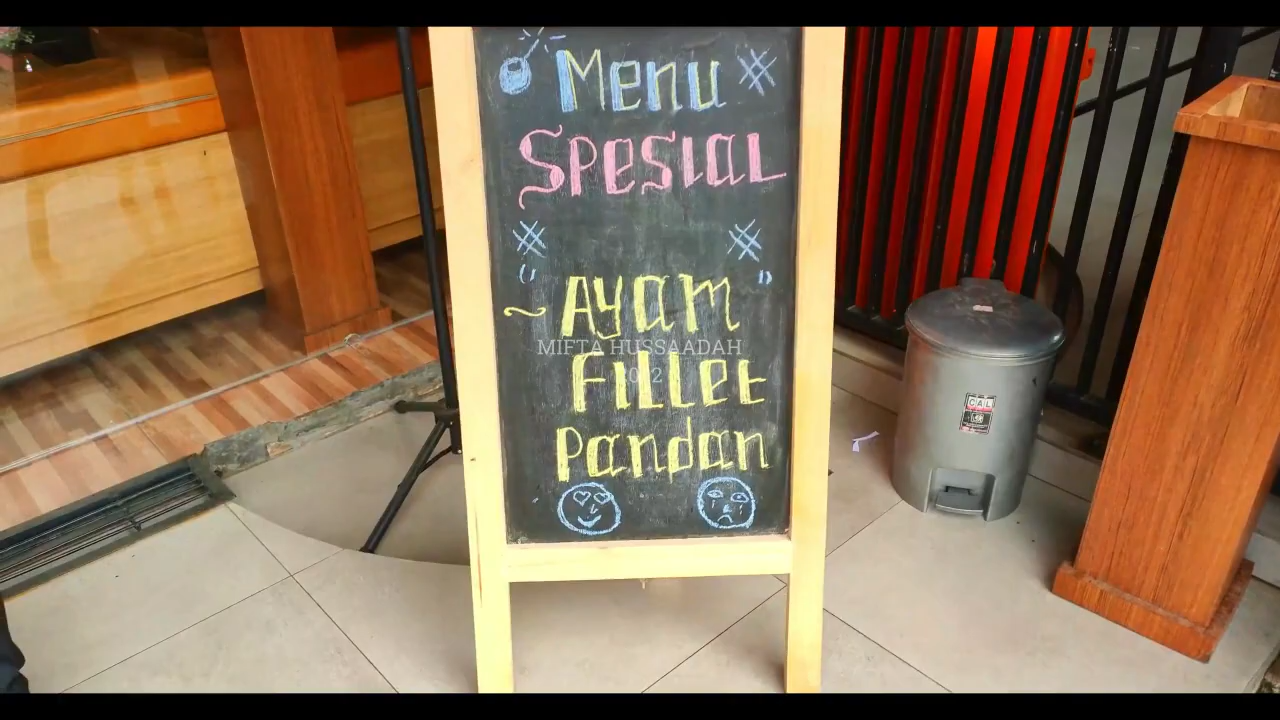 Menu
SPESIAL
" "
~ Ayam
MIFTA HUSSAADAH
Fillet
Pandan
CAL